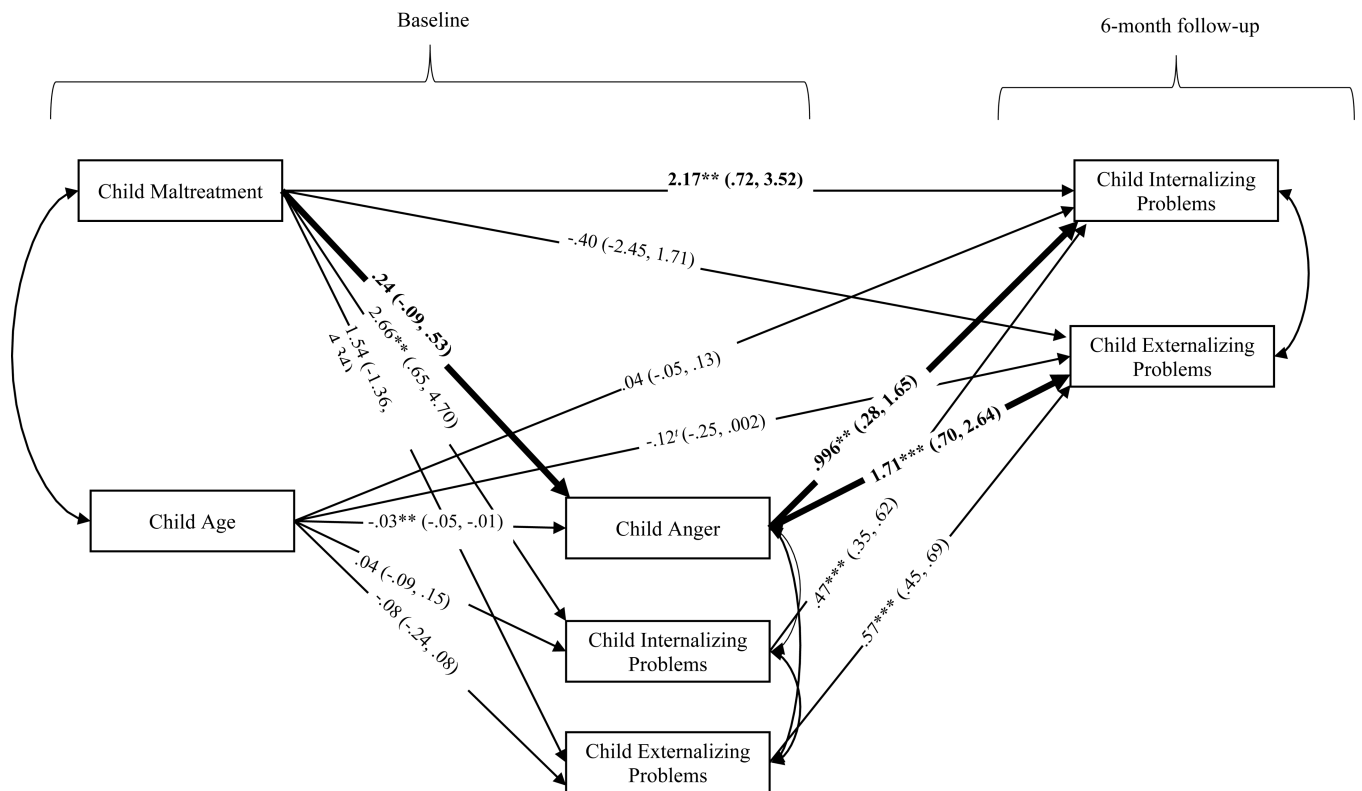 Baseline
6-month follow-up
Child Maltreatment
2.17** (.72, 3.52)
Child Internalizing
Problems
-.40 (-2.45, 1.71)
.24 (-.09, .53)
2.66** (.65, 4.70)
1.54 (-1.36,
4.34)
Child Externalizing
Problems
.04 (-.05, .13)
-.12ᵗ (-.25, .002)
.996** (.28, 1.65)
1.71*** (.70, 2.64)
Child Age
-.03** (-.05, -.01)
Child Anger
.04 (-.09, .15)
-.08 (-.24, .08)
.47*** (.35, .62)
.57*** (.45, .69)
Child Internalizing
Problems
Child Externalizing
Problems